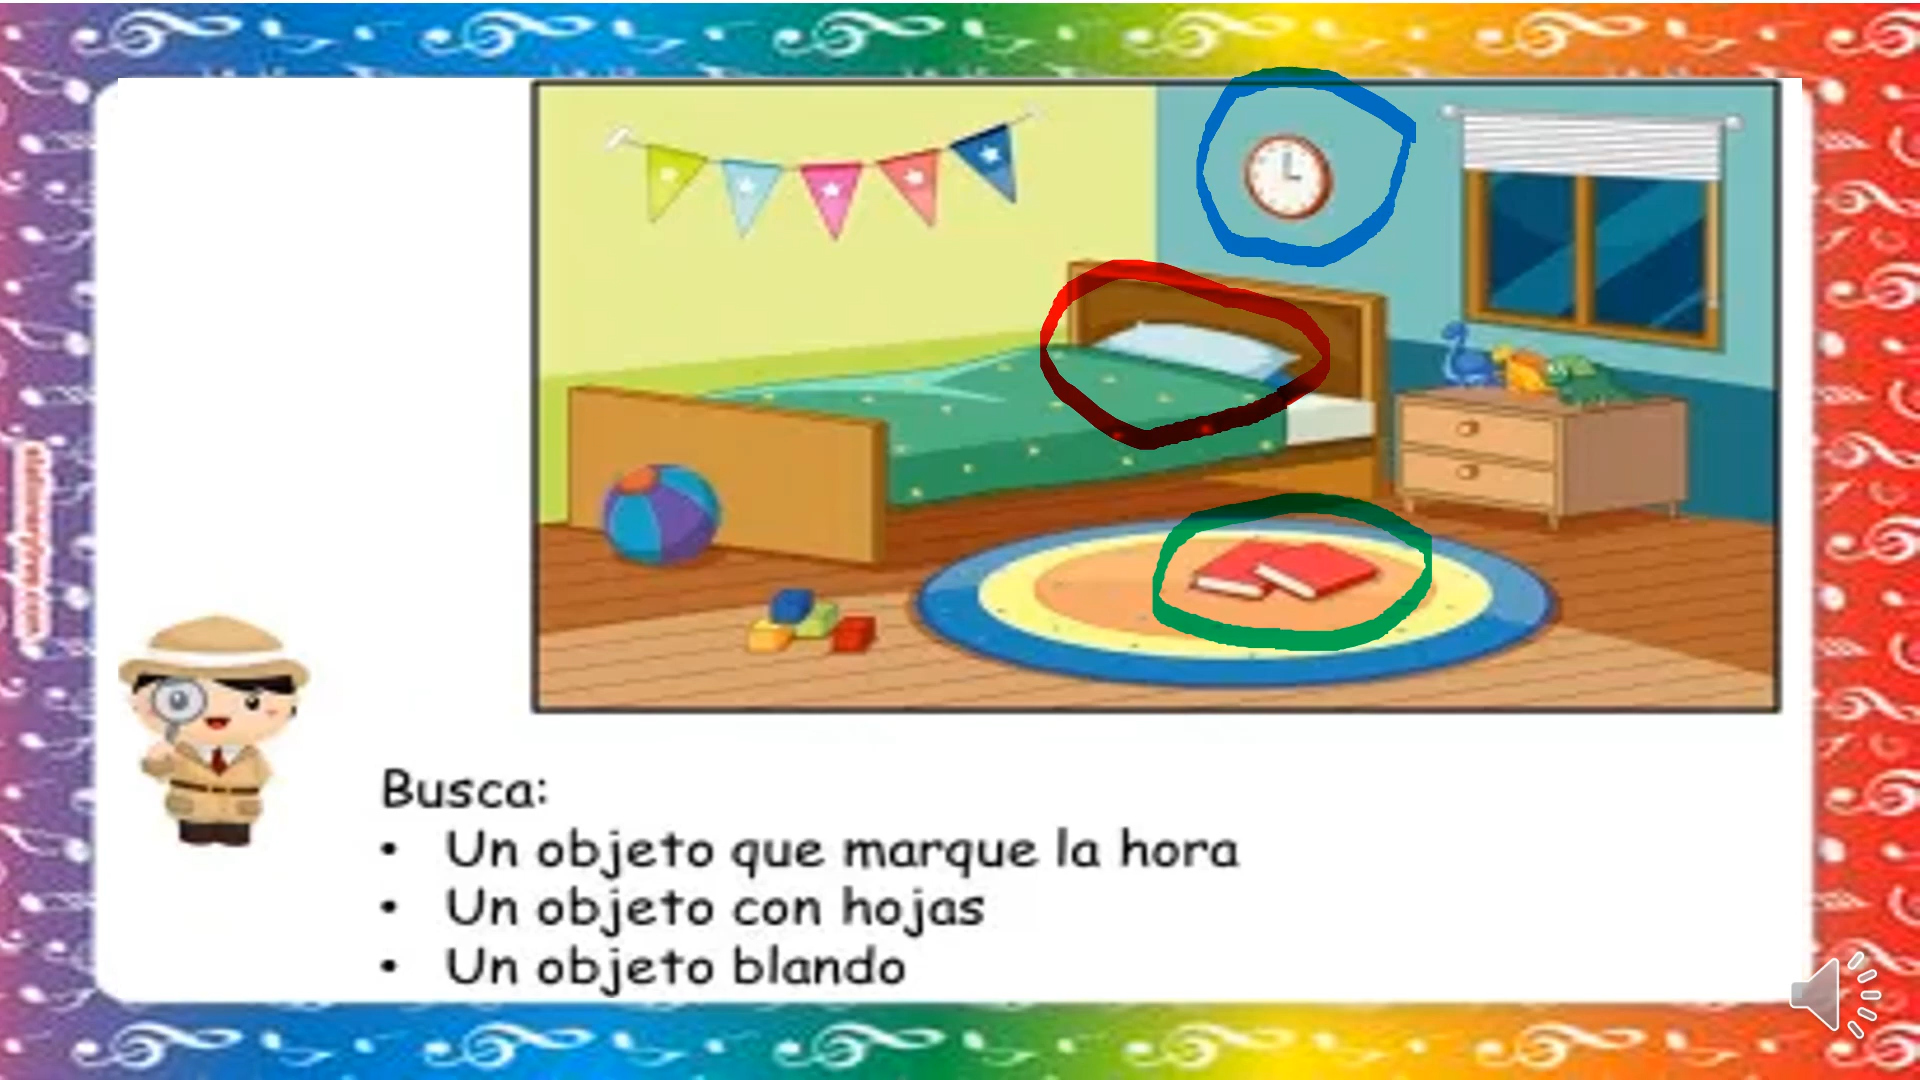 Busca:
• Un objeto que marque la hora
• Un objeto con hojas
• Un objeto blando